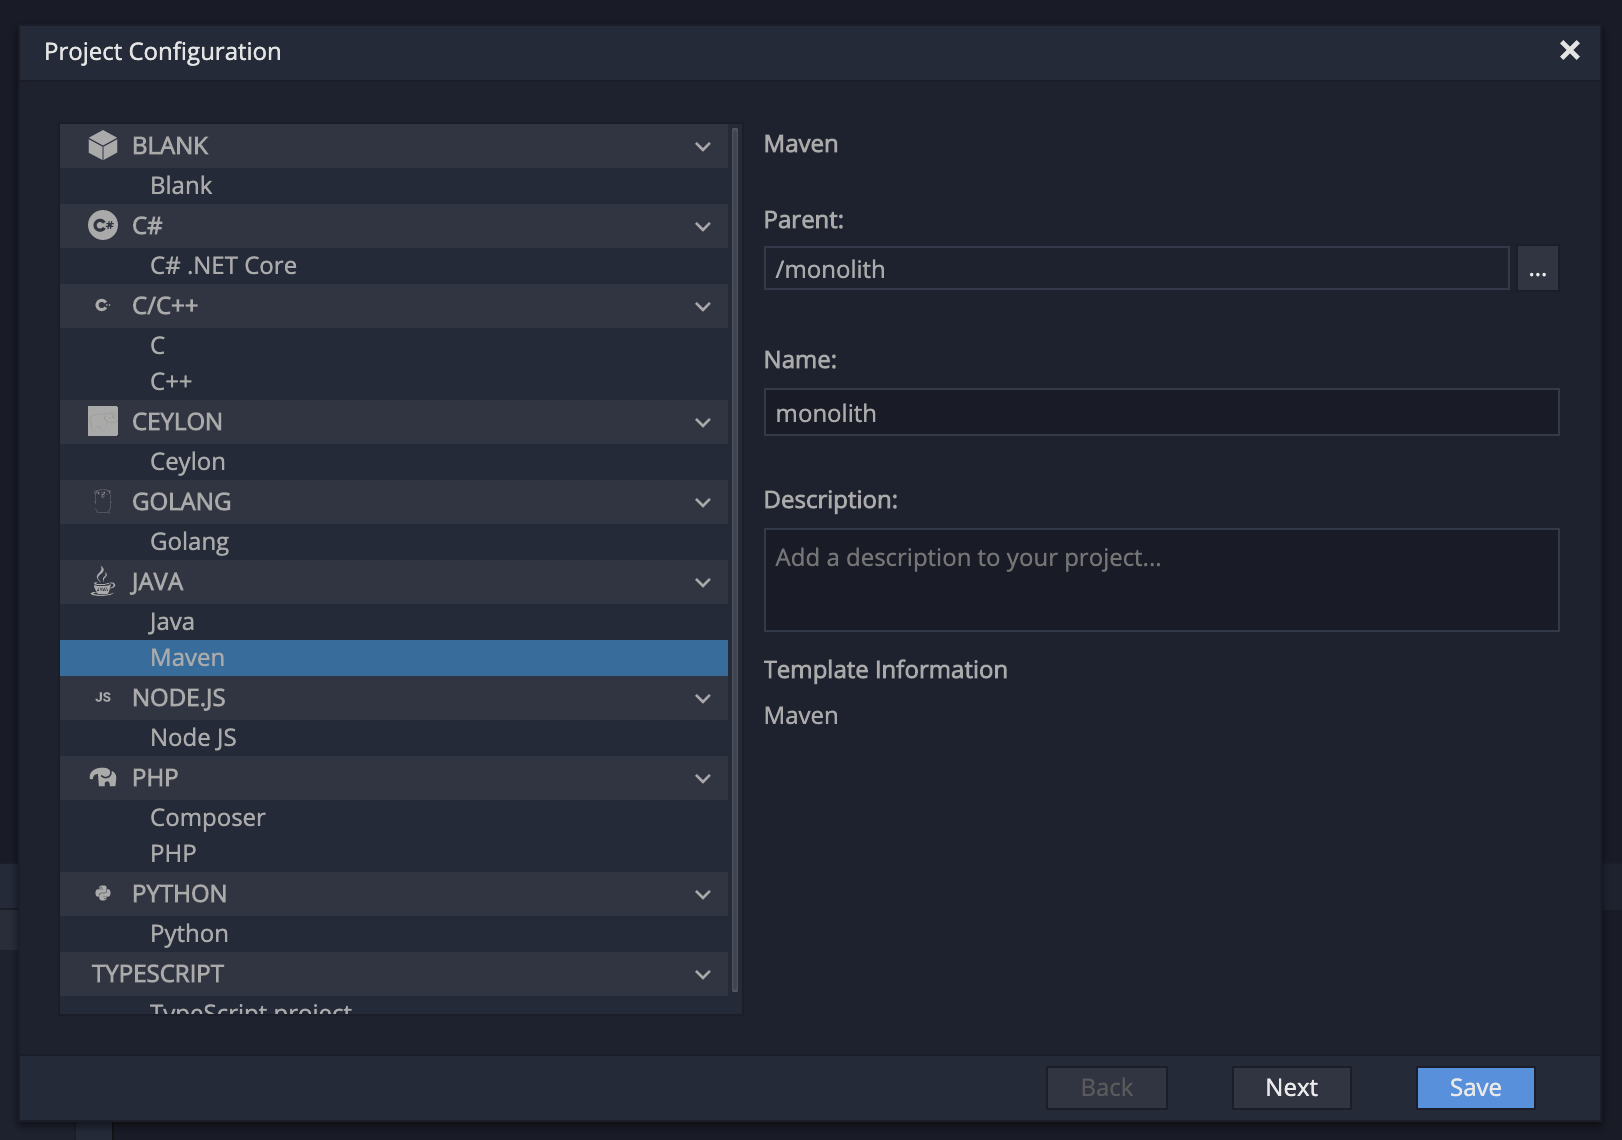 Project Configuration
BLANK
Blank
C#
C#
C# .NET Core
C
C/C++
C
C++
CEYLON
Ceylon
GOLANG
Golang
JAVA
Java
Maven
JS
NODE.JS
Node JS
PHP
Composer
PHP
PYTHON
Python
TYPESCRIPT
TypeScript project
Maven
Parent:
/monolith
...
Name:
monolith
Description:
Add a description to your project...
Template Information
Maven
Back
Next
Save